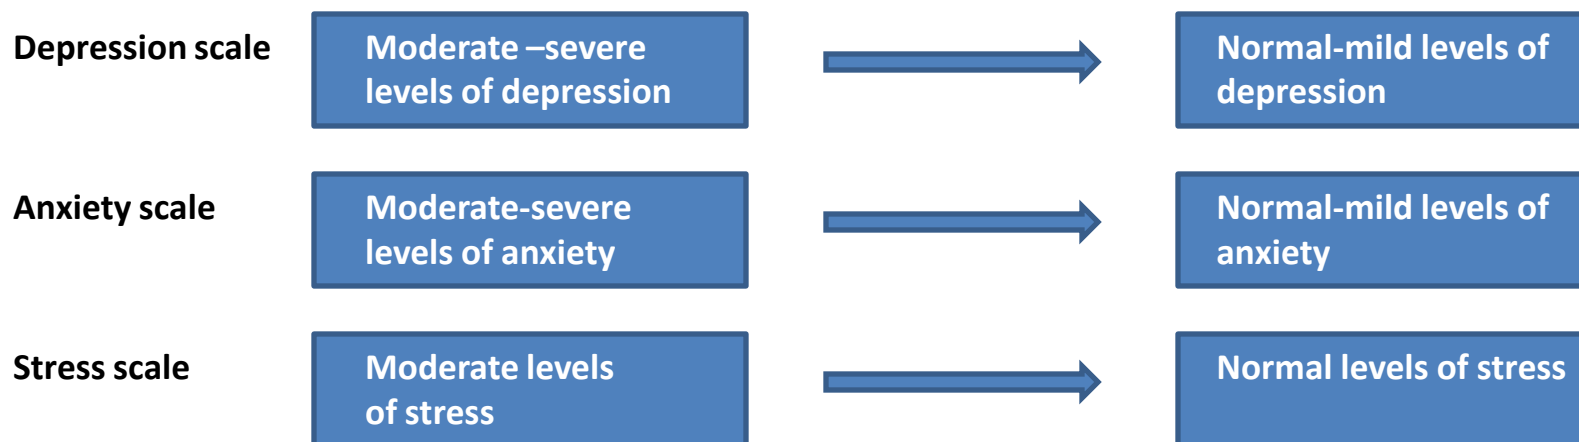 Depression scale
Moderate –severe
levels of depression
Normal-mild levels of
depression
Anxiety scale
Moderate-severe
levels of anxiety
Normal-mild levels of
anxiety
Stress scale
Moderate levels
of stress
Normal levels of stress